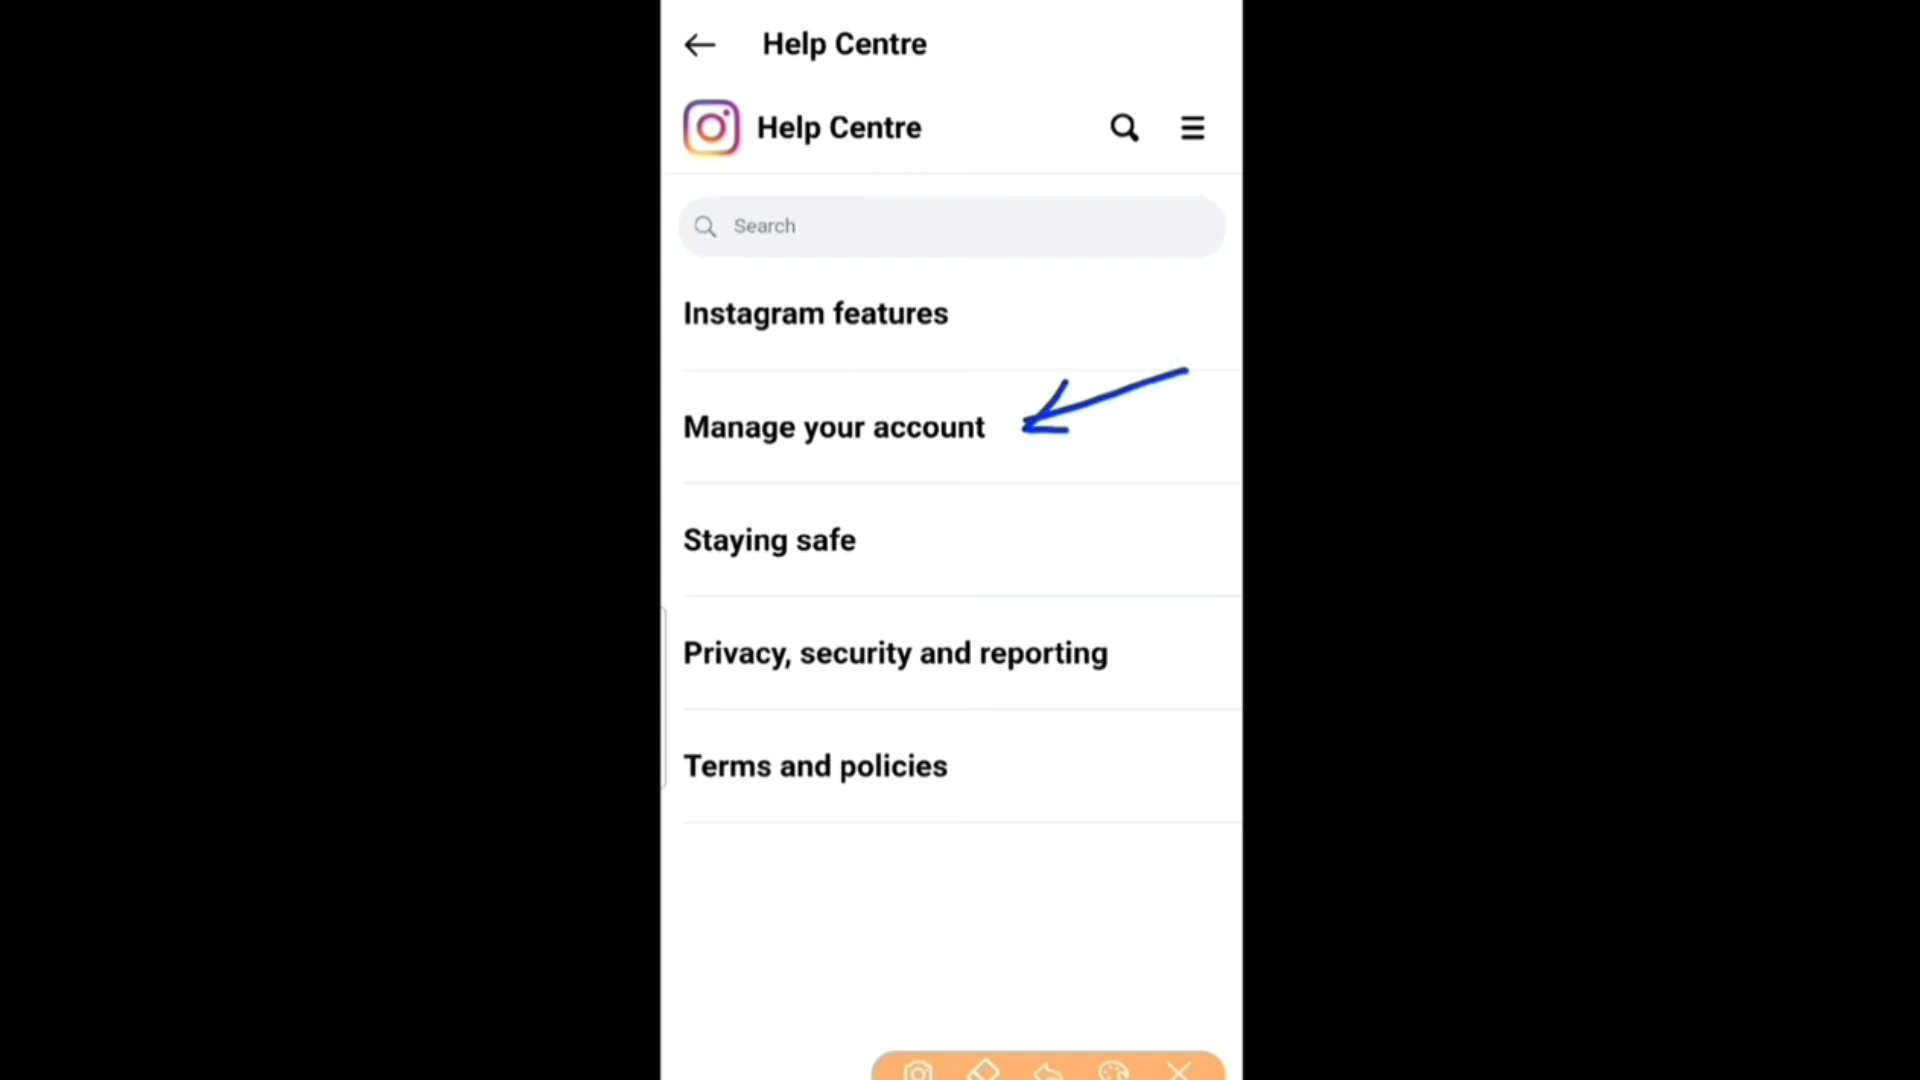 Help Centre
Help Centre
Search
Instagram features
Manage your account
Staying safe
Privacy, security and reporting
Terms and policies